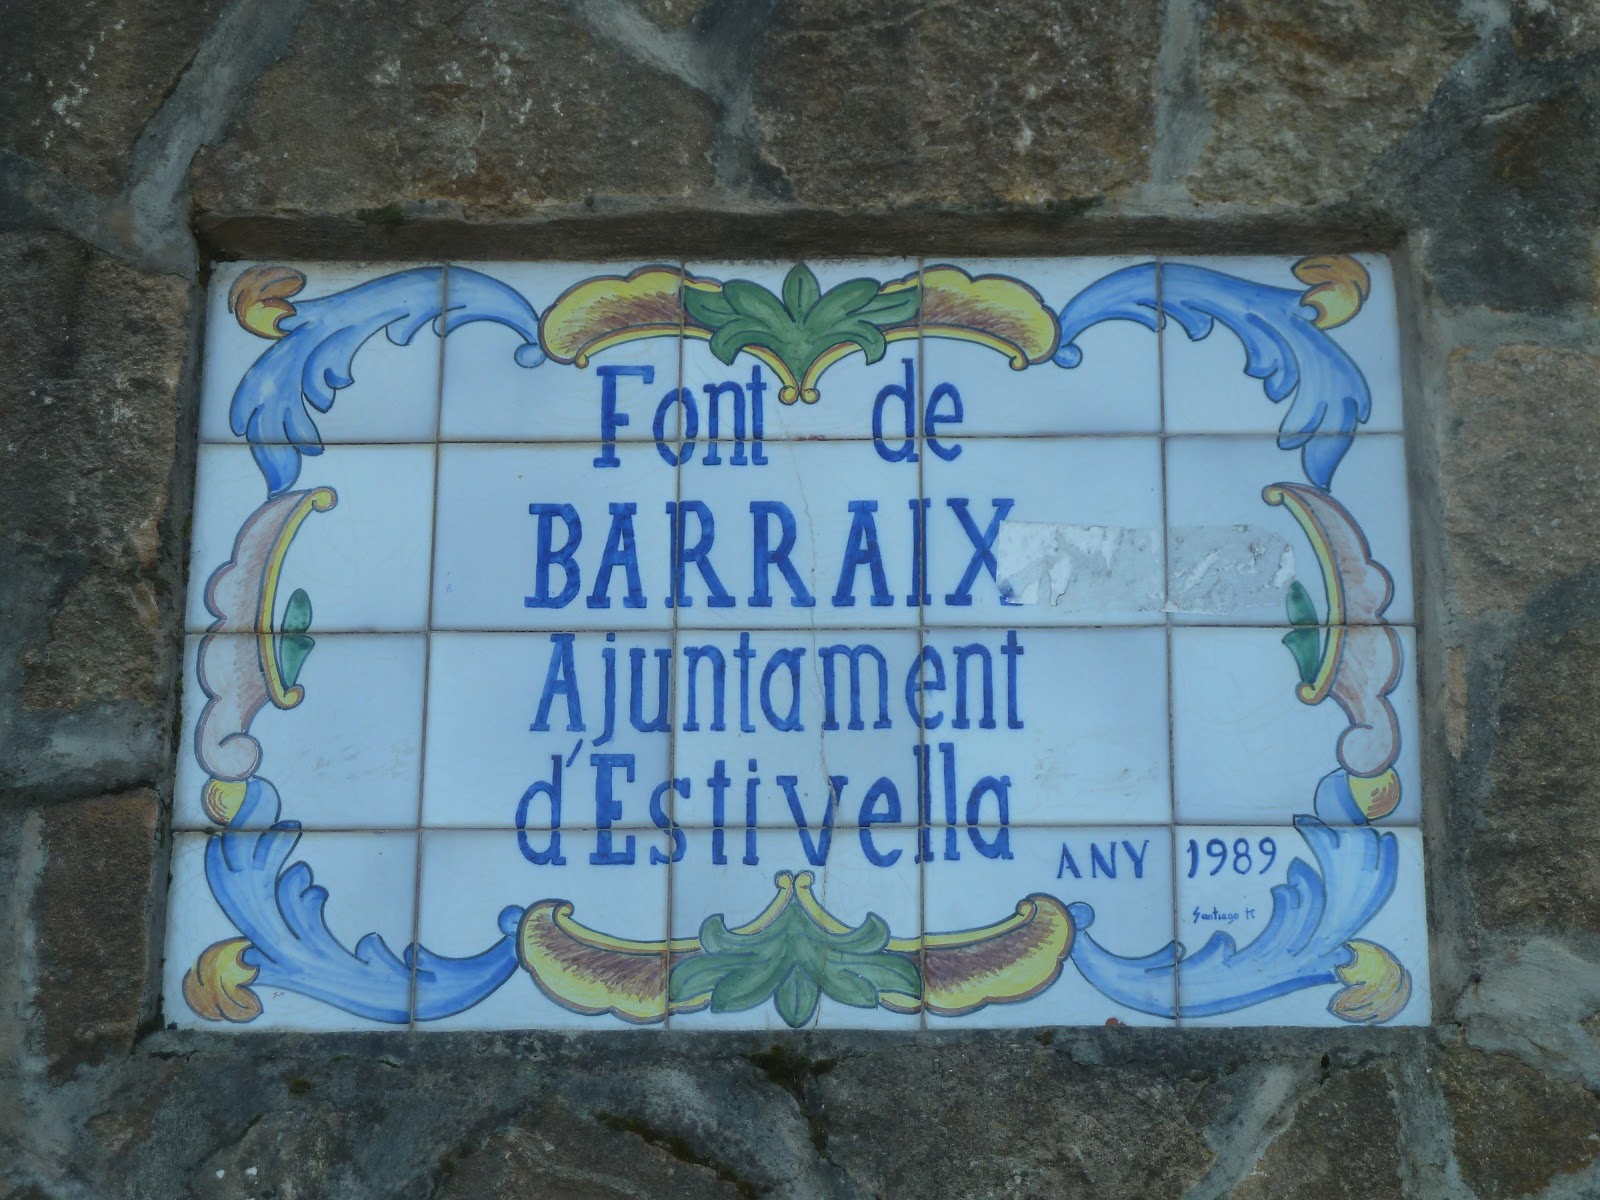 Font de
BARRAIX
Ajuntament
d'Estivella
ANY 1989
Santiago